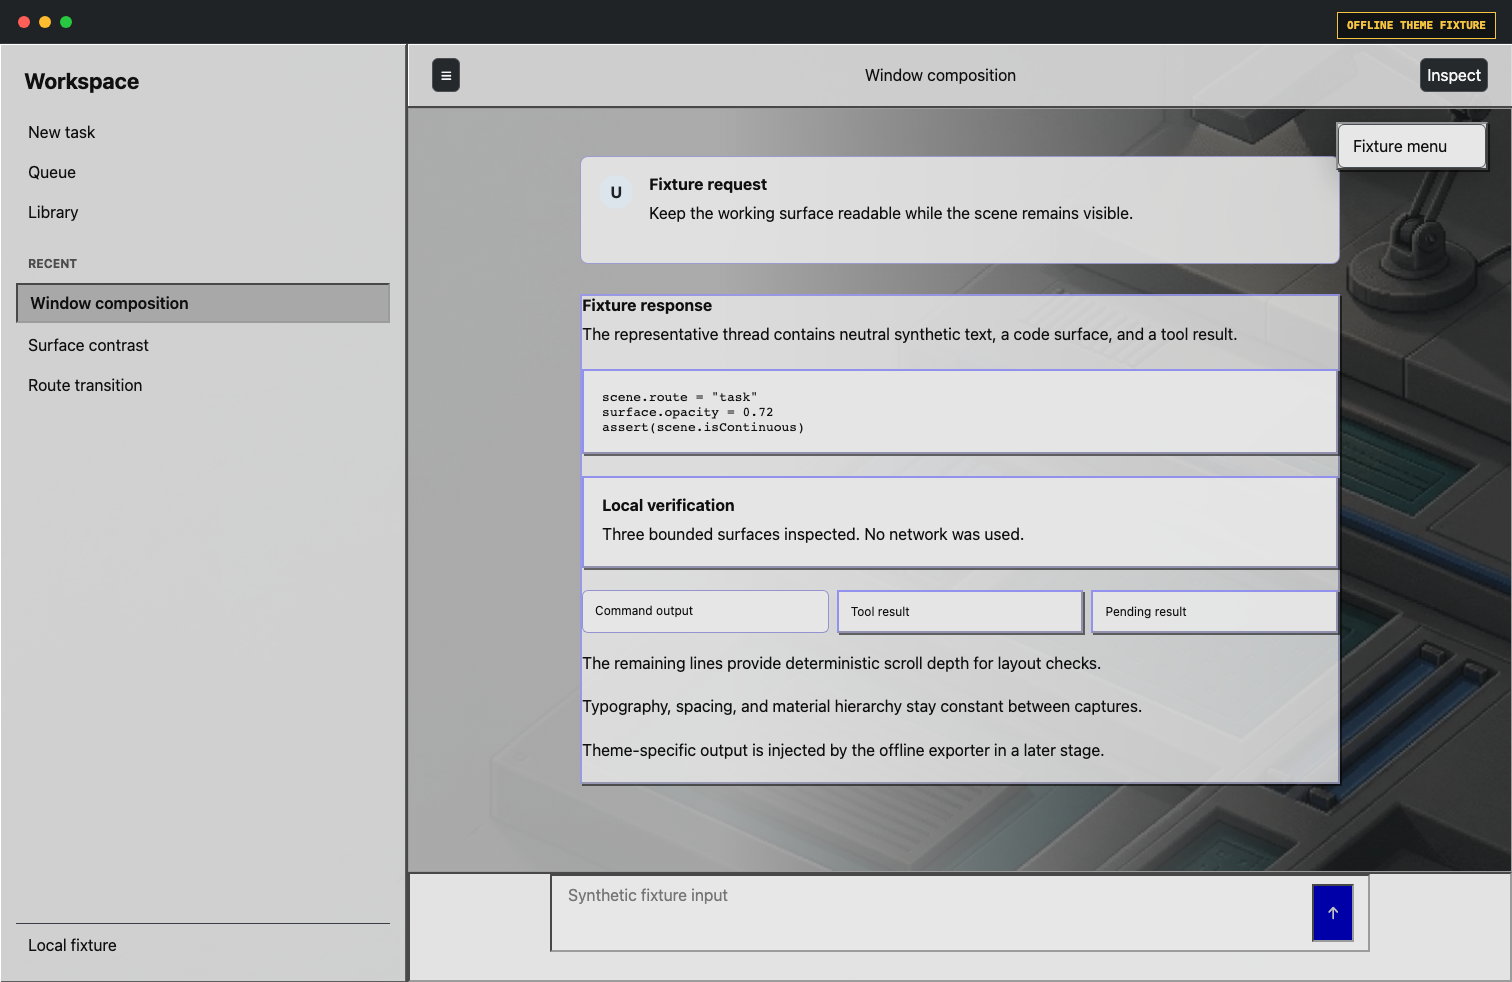 OFFLINE THEME FIXTURE
Workspace
New task
Queue
Library
RECENT
Window composition
Surface contrast
Route transition
Local fixture
Window composition
Inspect
Fixture menu
U
Fixture request
Keep the working surface readable while the scene remains visible.
Fixture response
The representative thread contains neutral synthetic text, a code surface, and a tool result.
scene.route = "task"
surface.opacity = 0.72
assert(scene.isContinuous)
Local verification
Three bounded surfaces inspected. No network was used.
Command output
Tool result
Pending result
The remaining lines provide deterministic scroll depth for layout checks.
Typography, spacing, and material hierarchy stay constant between captures.
Theme-specific output is injected by the offline exporter in a later stage.
Synthetic fixture input